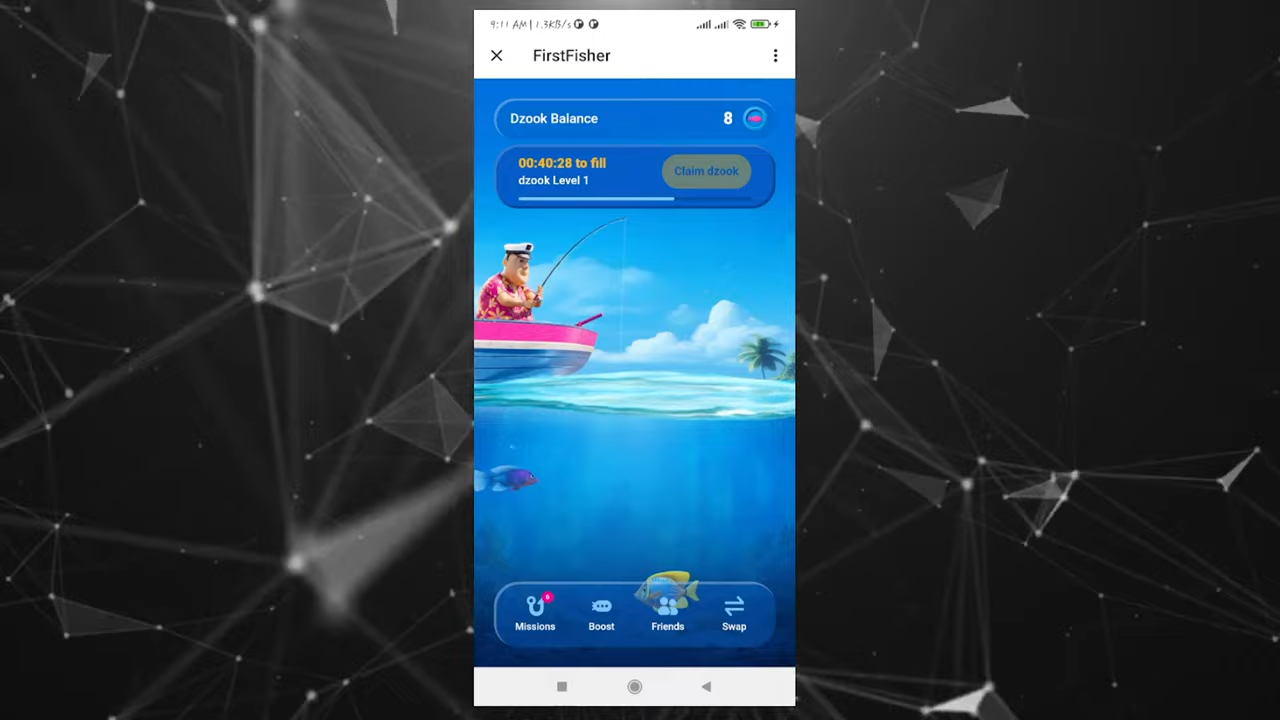 9:11 AM | 1.3KB/s
FirstFisher
Dzook Balance 8
00:40:28 to fill
dzook Level 1
Claim dzook
6
Missions Boost Friends Swap